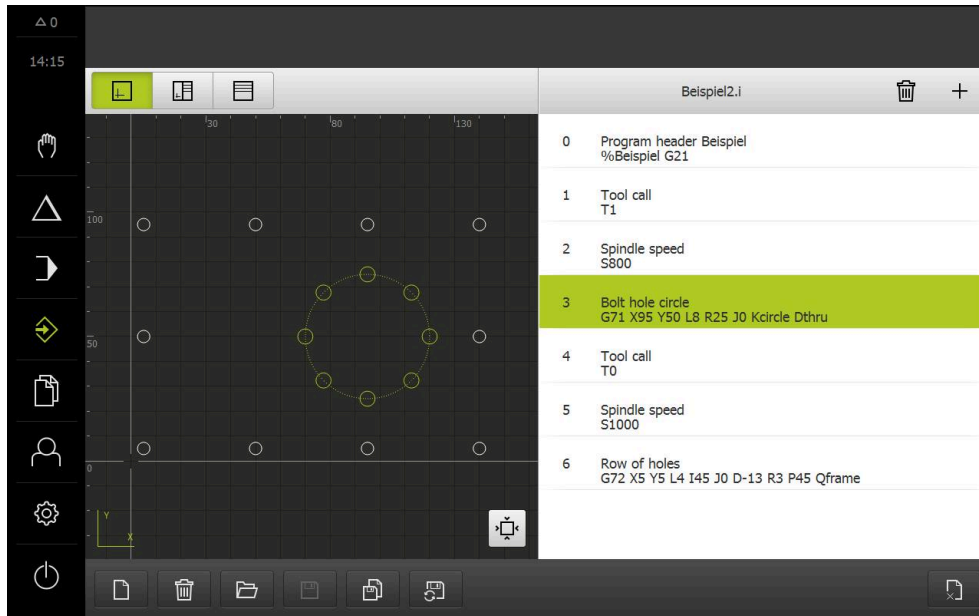 0
14:15
Beispiel2.i
30
80
130
100
50
0
Y
X
0 Program header Beispiel
%Beispiel G21
1 Tool call
T1
2 Spindle speed
S800
3 Bolt hole circle
G71 X95 Y50 L8 R25 J0 Kcircle Dthru
4 Tool call
T0
5 Spindle speed
S1000
6 Row of holes
G72 X5 Y5 L4 I45 J0 D-13 R3 P45 Qframe